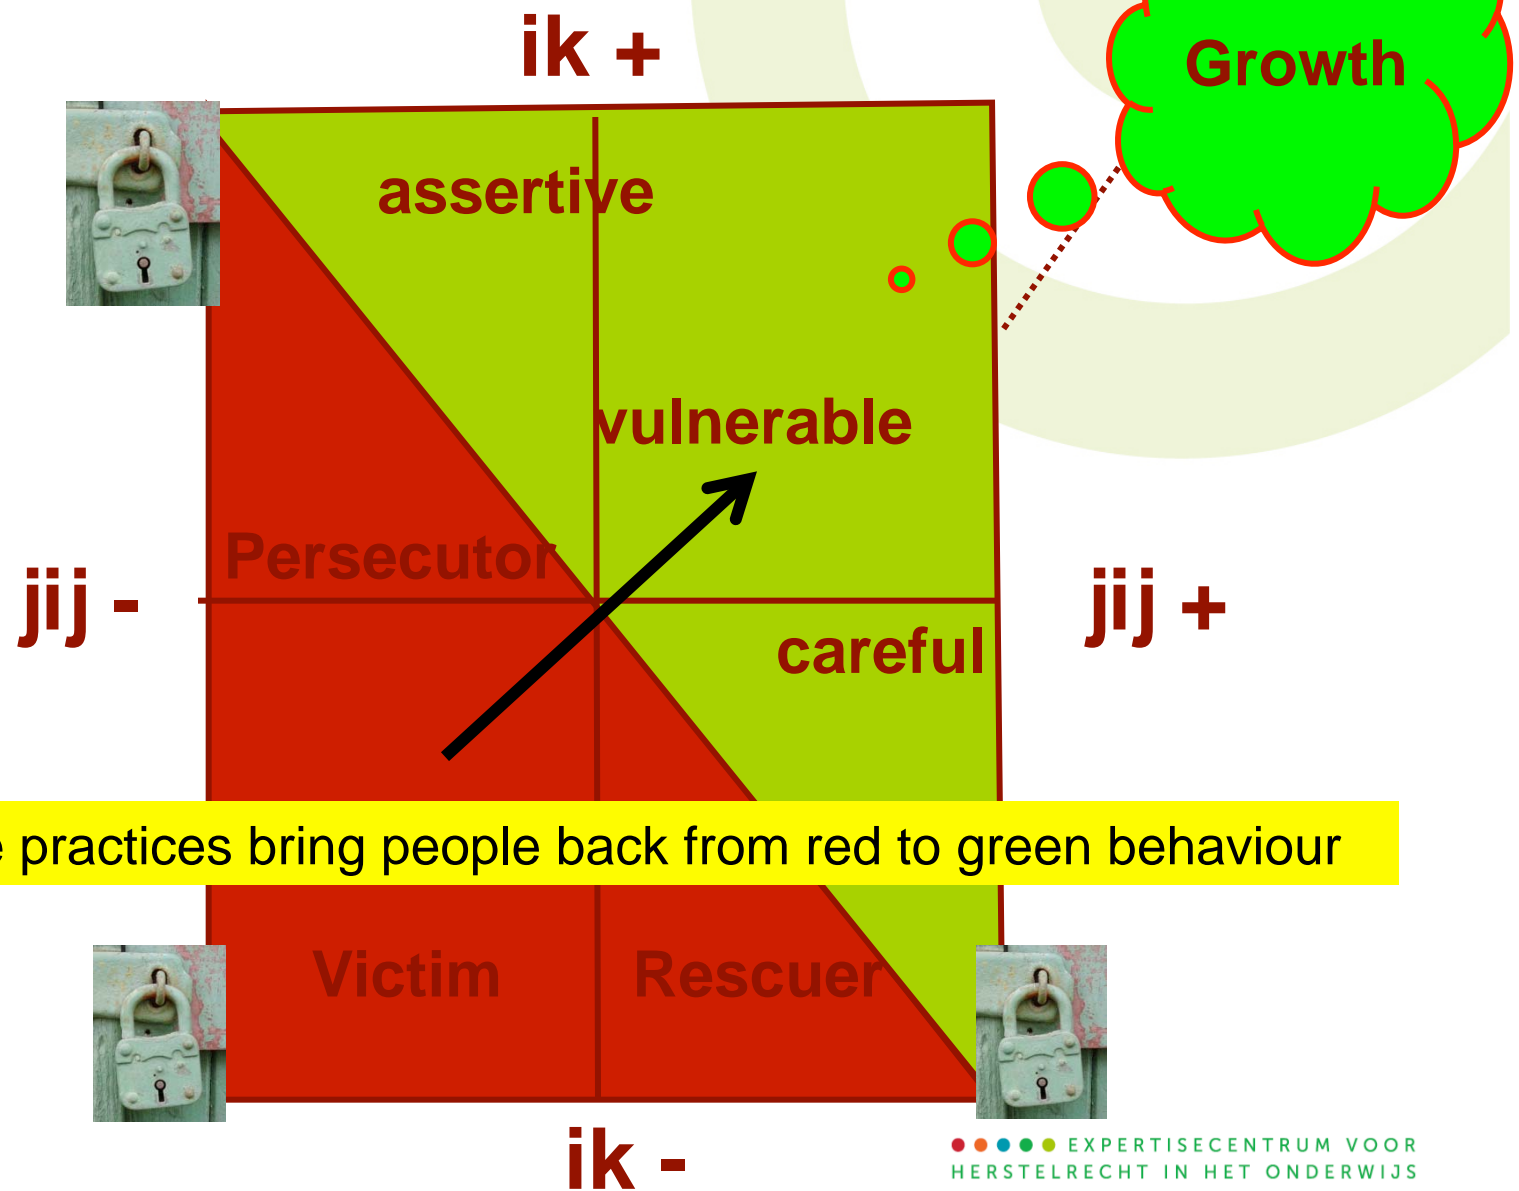 ik +
Growth
assertive
vulnerable
Persecutor
jij -
jij +
careful
practices bring people back from red to green behaviour
Victim
Rescuer
ik -
EXPERTISECENTRUM VOOR
HERSTELRECHT IN HET ONDERWIJS